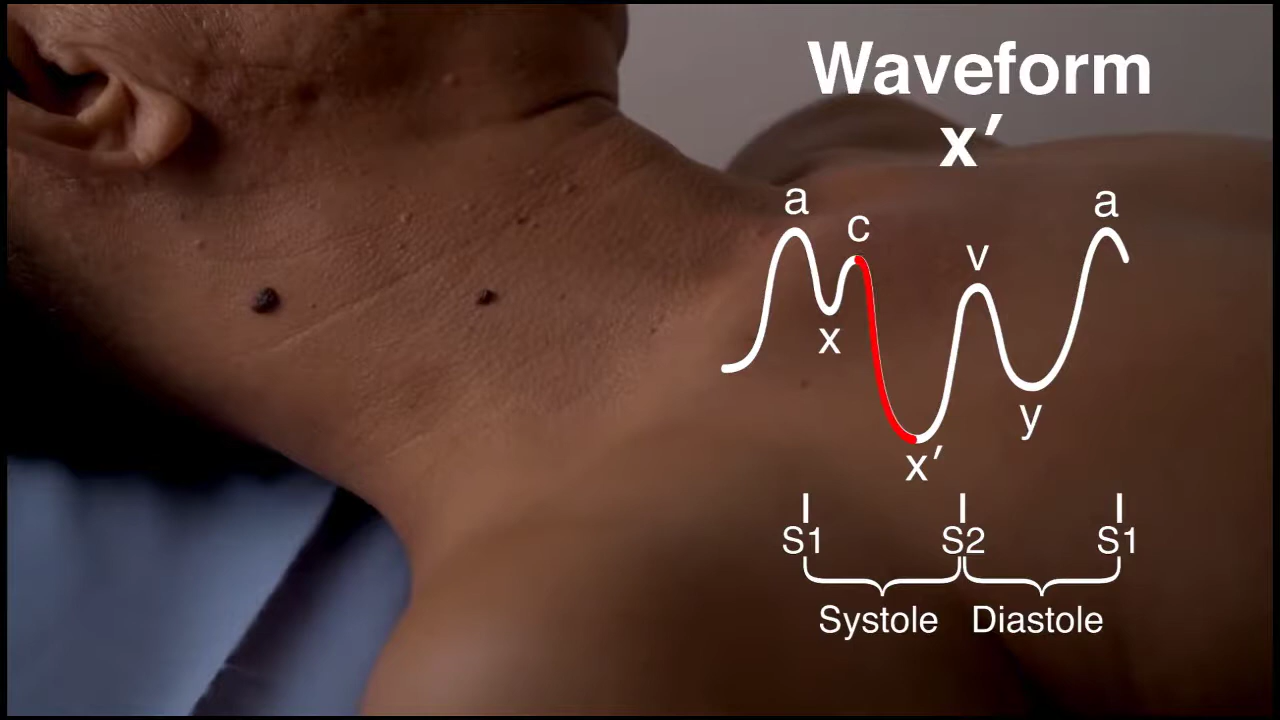 Waveform
x′
a
a
c
v
x
y
x′
S1 S2 S1
Systole Diastole